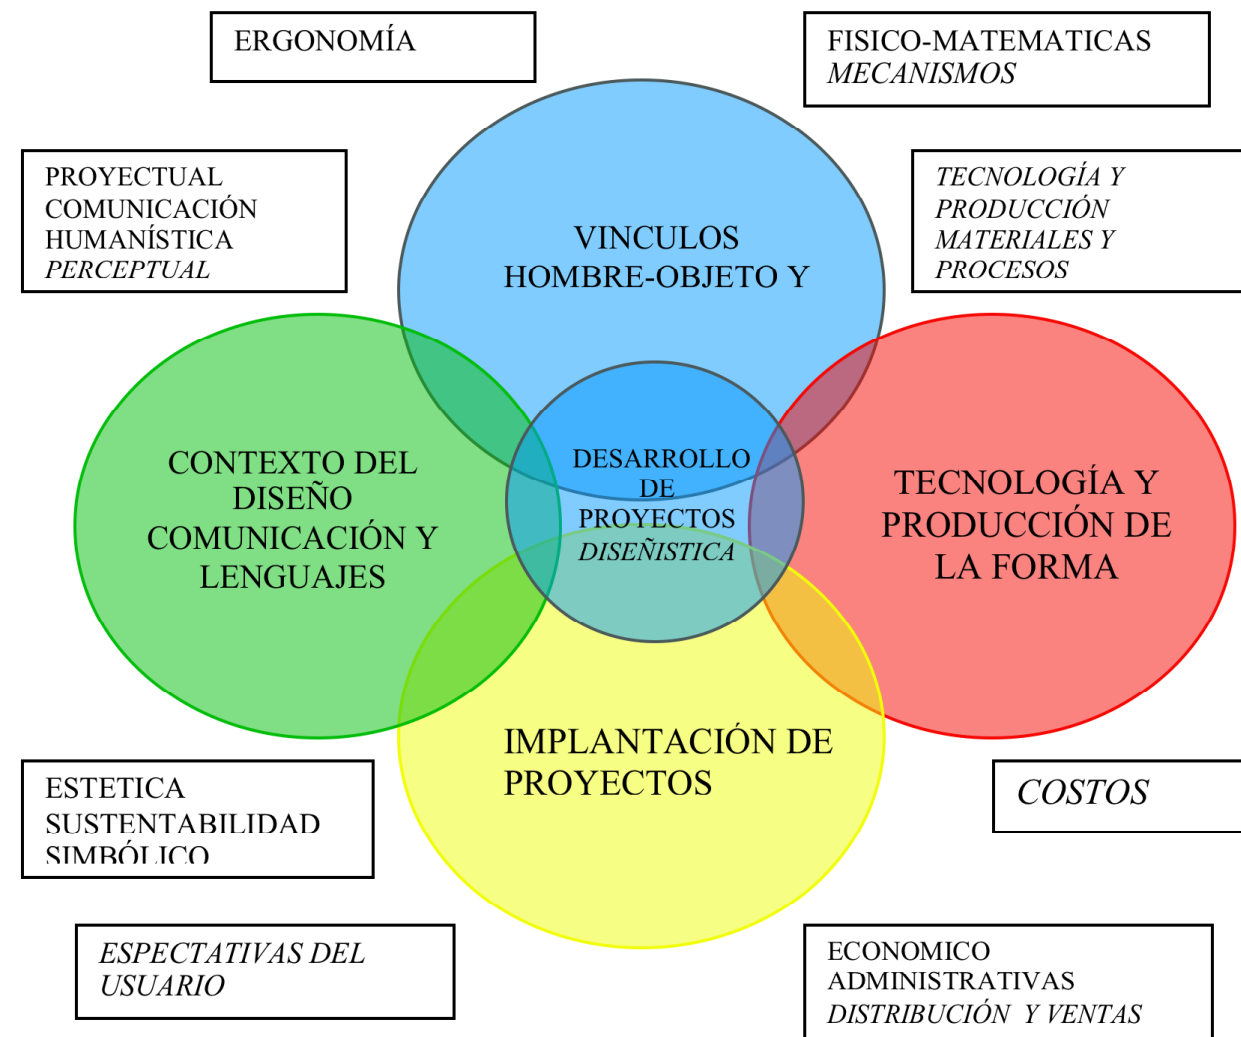 ERGONOMÍA
FISICO-MATEMATICAS
MECANISMOS
PROYECTUAL
COMUNICACIÓN
HUMANÍSTICA
PERCEPTUAL
TECNOLOGÍA Y
PRODUCCIÓN
MATERIALES Y
PROCESOS
VINCULOS
HOMBRE-OBJETO Y
CONTEXTO DEL
DISEÑO
COMUNICACIÓN Y
LENGUAJES
DESARROLLO
DE
PROYECTOS
DISEÑISTICA
TECNOLOGÍA Y
PRODUCCIÓN DE
LA FORMA
IMPLANTACIÓN DE
PROYECTOS
ESTETICA
SUSTENTABILIDAD
SIMBÓLICO
COSTOS
ESPECTATIVAS DEL
USUARIO
ECONOMICO
ADMINISTRATIVAS
DISTRIBUCIÓN Y VENTAS